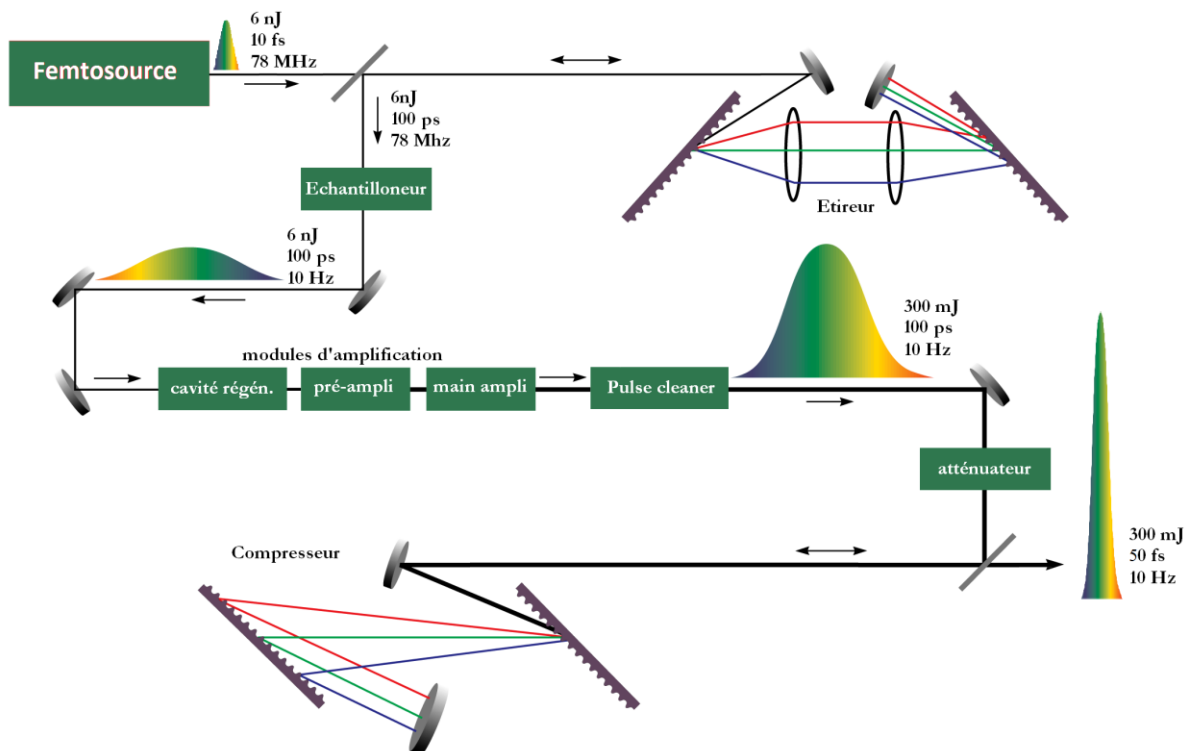 Femtosource
6 nJ
10 fs
78 MHz
6nJ
100 ps
78 Mhz
Echantilloneur
Etireur
6 nJ
100 ps
10 Hz
300 mJ
100 ps
10 Hz
modules d'amplification
cavité régén.
pré-ampli
main ampli
Pulse cleaner
atténuateur
Compresseur
300 mJ
50 fs
10 Hz